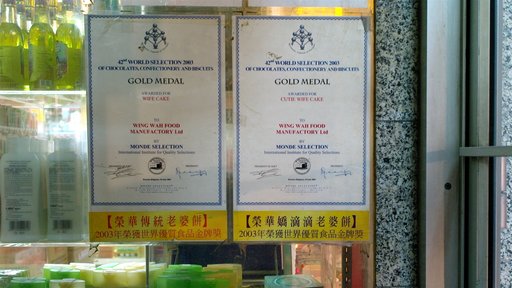 42nd WORLD SELECTION 2003
OF CHOCOLATES, CONFECTIONERY AND BISCUITS
GOLD MEDAL
AWARDED FOR
WIFE CAKE
TO
WING WAH FOOD
MANUFACTORY Ltd
BY
MONDE SELECTION
International Institute for Quality Selections
【榮華傳統老婆餅】
2003年榮獲世界優質食品金牌獎
42nd WORLD SELECTION 2003
OF CHOCOLATES, CONFECTIONERY AND BISCUITS
GOLD MEDAL
AWARDED FOR
CUTIE WIFE CAKE
TO
WING WAH FOOD
MANUFACTORY Ltd
BY
MONDE SELECTION
International Institute for Quality Selections
【榮華嬌滴滴老婆餅】
2003年榮獲世界優質食品金牌獎